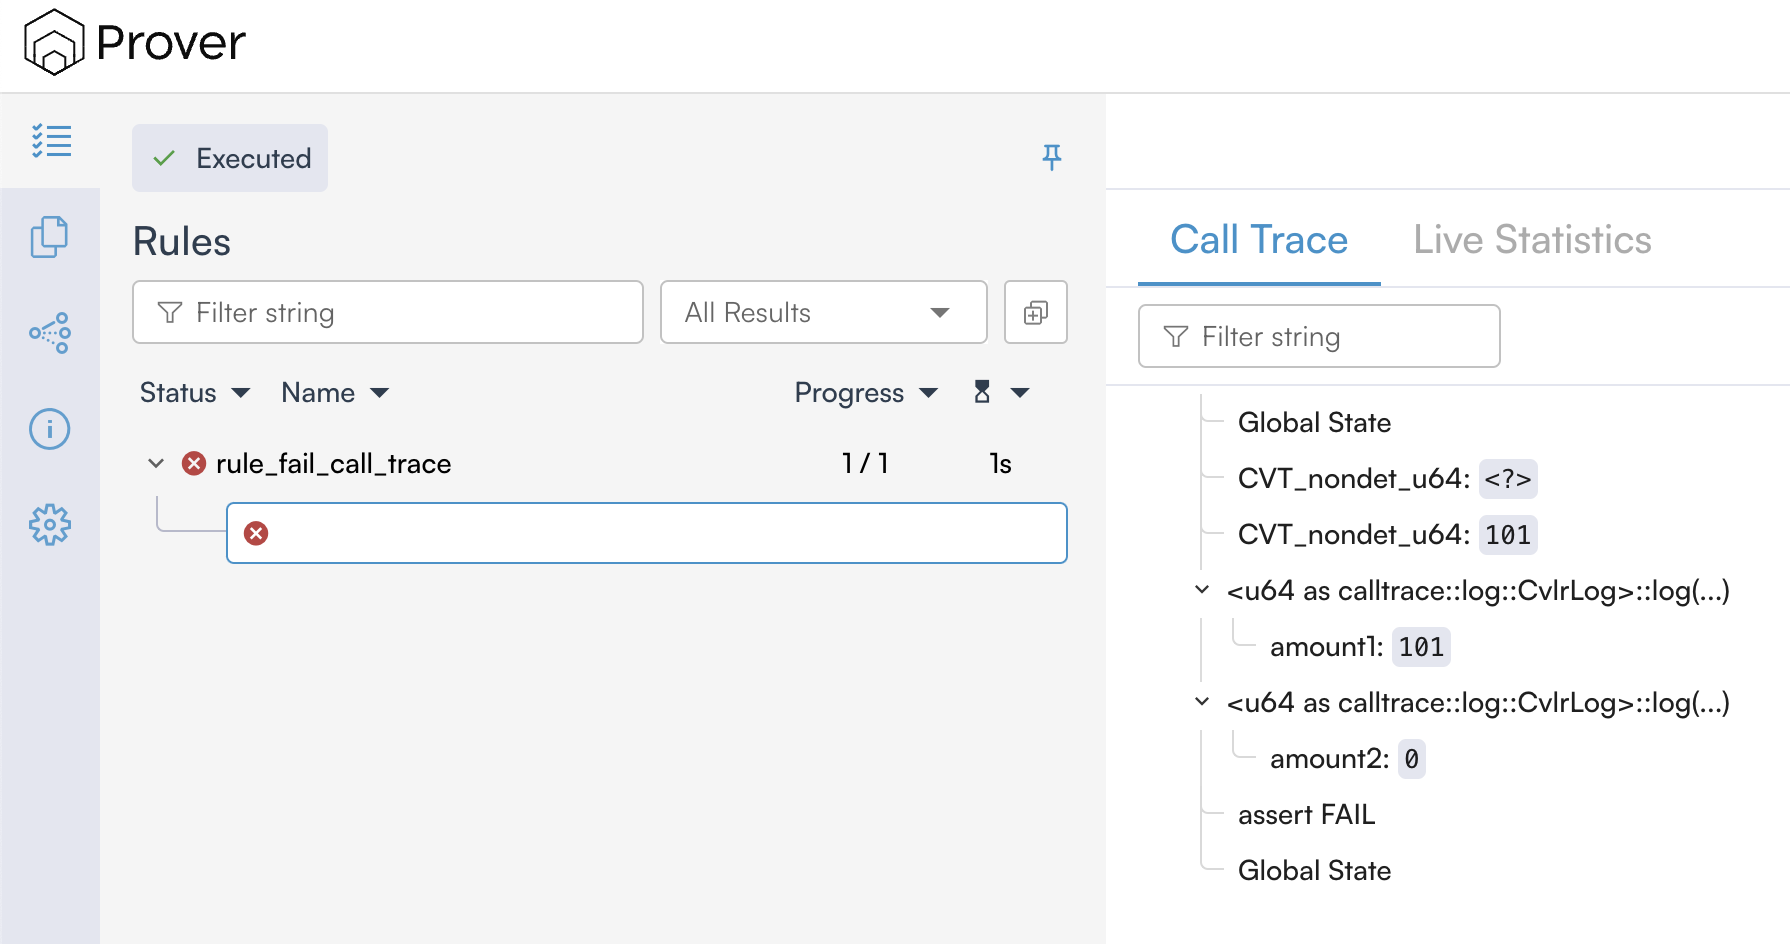 Prover
Executed
Rules
Filter string
All Results
Status Name Progress
rule_fail_call_trace 1 / 1 1s
Call Trace Live Statistics
Filter string
Global State
CVT_nondet_u64: <?>
CVT_nondet_u64: 101
<u64 as calltrace::log::CvlrLog>::log(...)
amount1: 101
<u64 as calltrace::log::CvlrLog>::log(...)
amount2: 0
assert FAIL
Global State